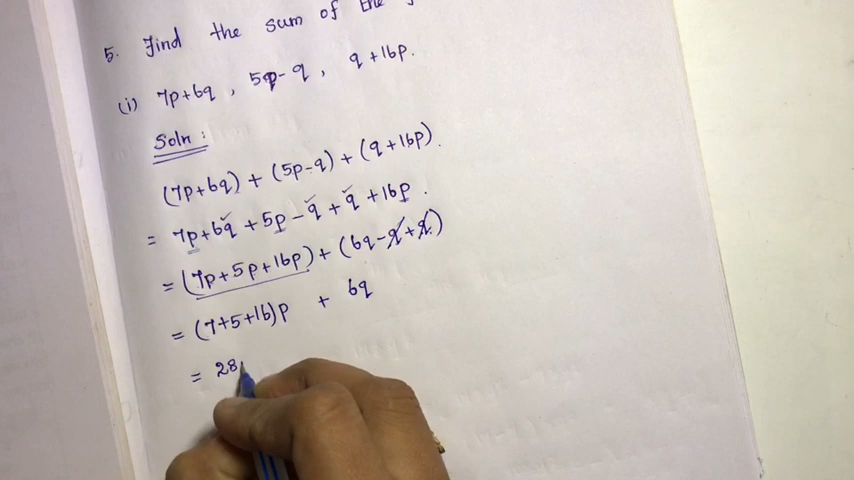 5. Find the sum of the
(i) 7p+6q , 5p-q , q+16p.
Soln :
(7p+6q) + (5p-q) + (q+16p).
= 7p+6q+5p-q+q+16p.
= (7p+5p+16p)+(6q-q+q)
= (7+5+16)p + 6q
= 28